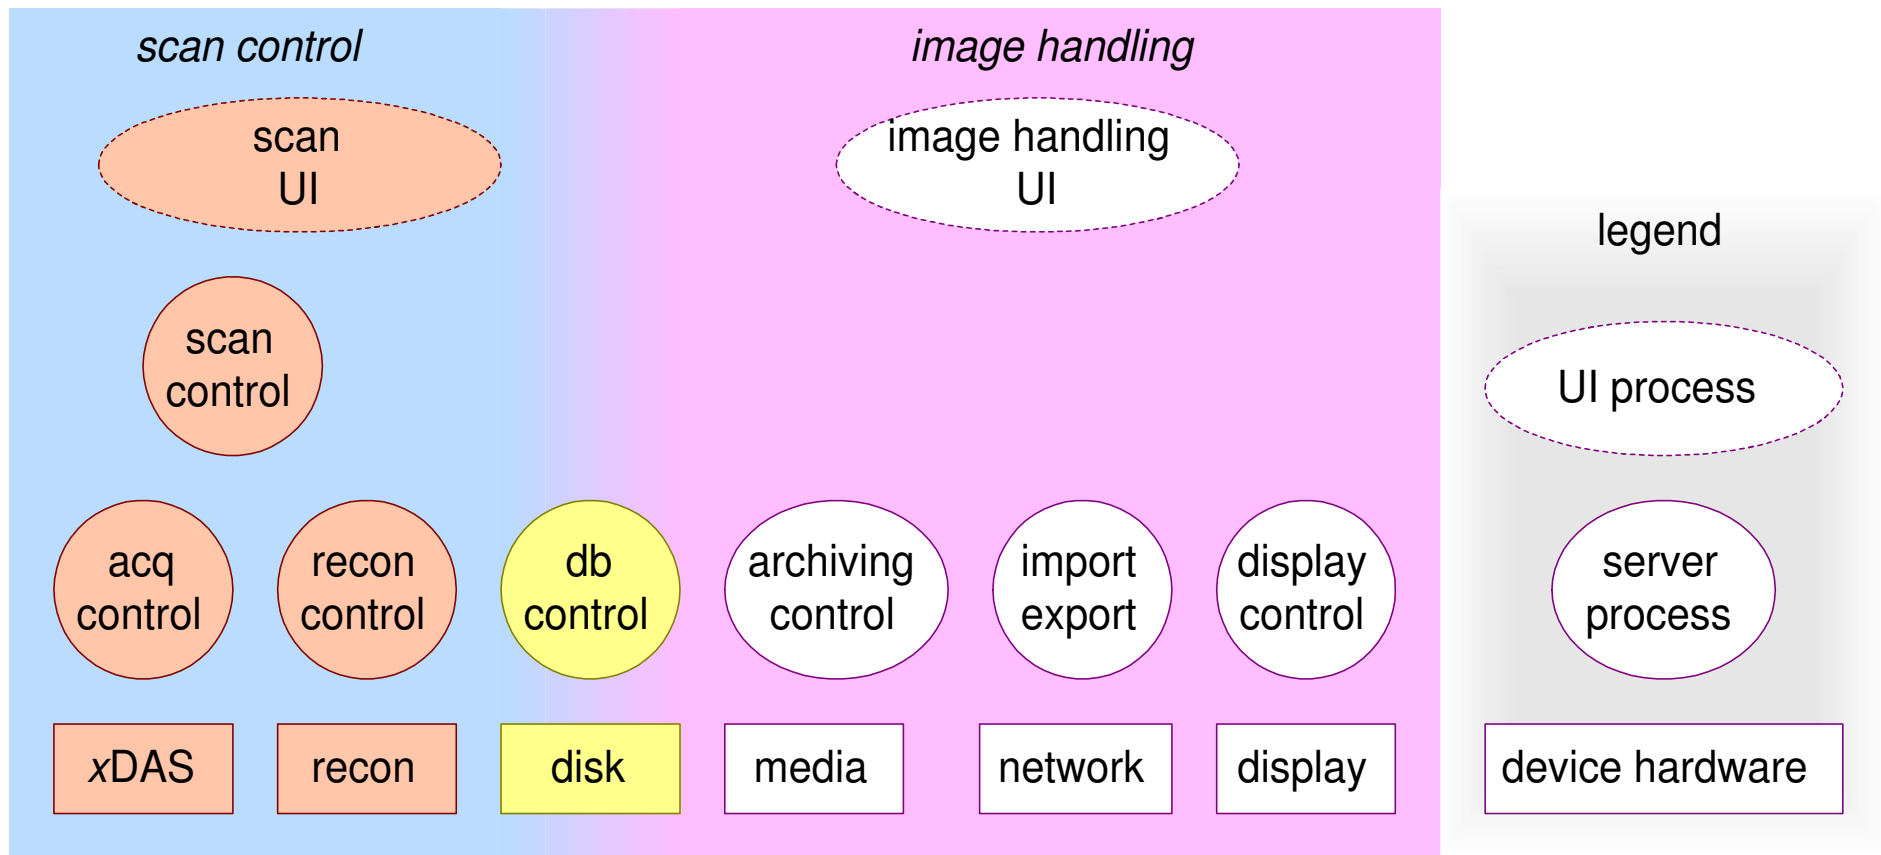 scan control
image handling
scan
UI
image handling
UI
legend
scan
control
UI process
acq
control
recon
control
db
control
archiving
control
import
export
display
control
server
process
xDAS
recon
disk
media
network
display
device hardware